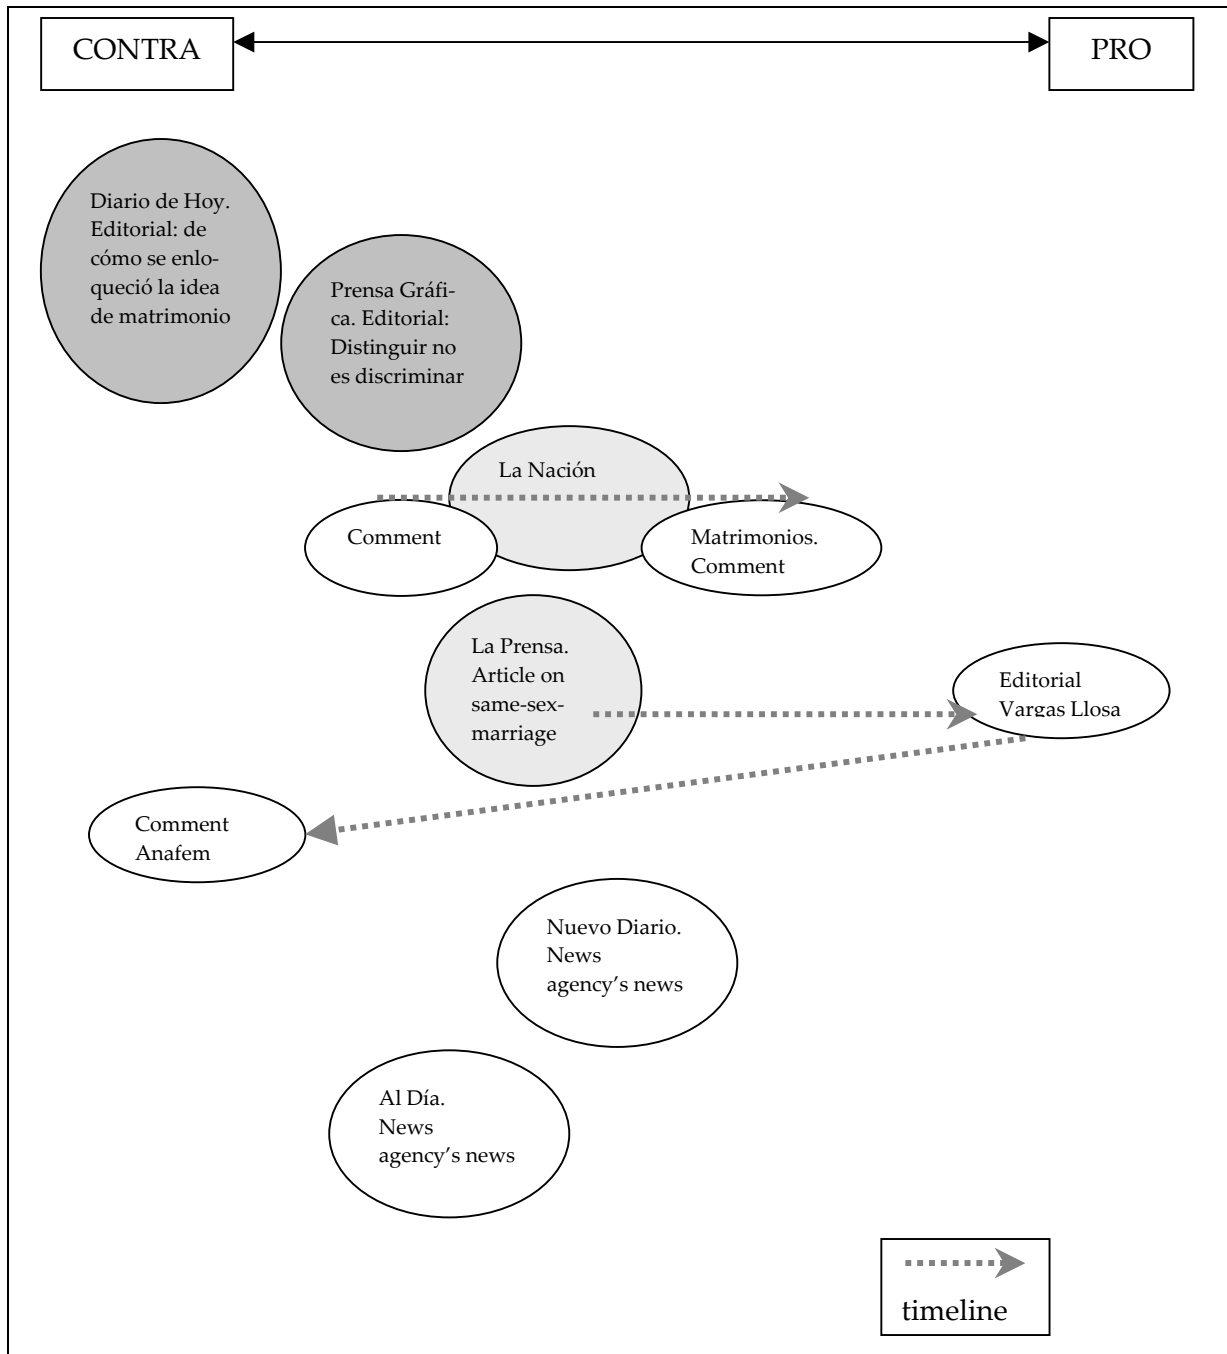 CONTRA
PRO
Diario de Hoy.
Editorial: de
cómo se enlo-
queció la idea
de matrimonio
Prensa Gráfi-
ca. Editorial:
Distinguir no
es discriminar
La Nación
Comment
Matrimonios.
Comment
La Prensa.
Article on
same-sex-
marriage
Editorial
Vargas Llosa
Comment
Anafem
Nuevo Diario.
News
agency’s news
Al Día.
News
agency’s news
timeline